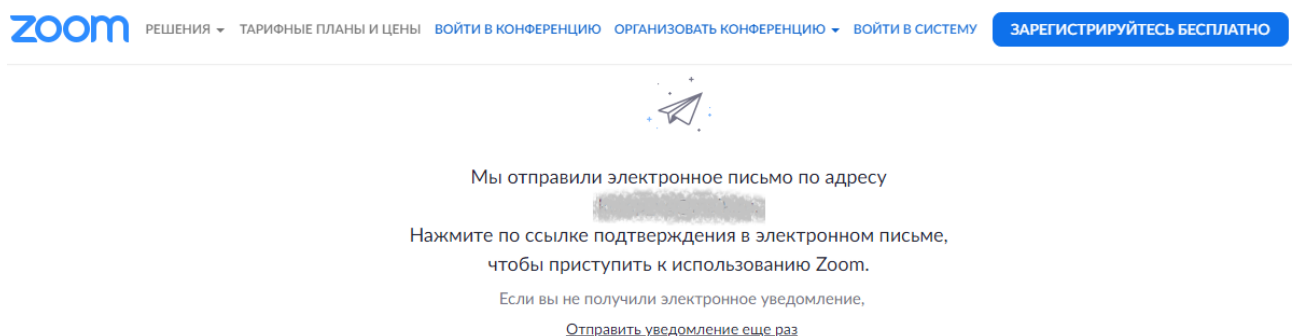 zoom РЕШЕНИЯ ТАРИФНЫЕ ПЛАНЫ И ЦЕНЫ ВОЙТИ В КОНФЕРЕНЦИЮ ОРГАНИЗОВАТЬ КОНФЕРЕНЦИЮ ВОЙТИ В СИСТЕМУ ЗАРЕГИСТРИРУЙТЕСЬ БЕСПЛАТНО
Мы отправили электронное письмо по адресу
Нажмите по ссылке подтверждения в электронном письме,
чтобы приступить к использованию Zoom.
Если вы не получили электронное уведомление,
Отправить уведомление еще раз